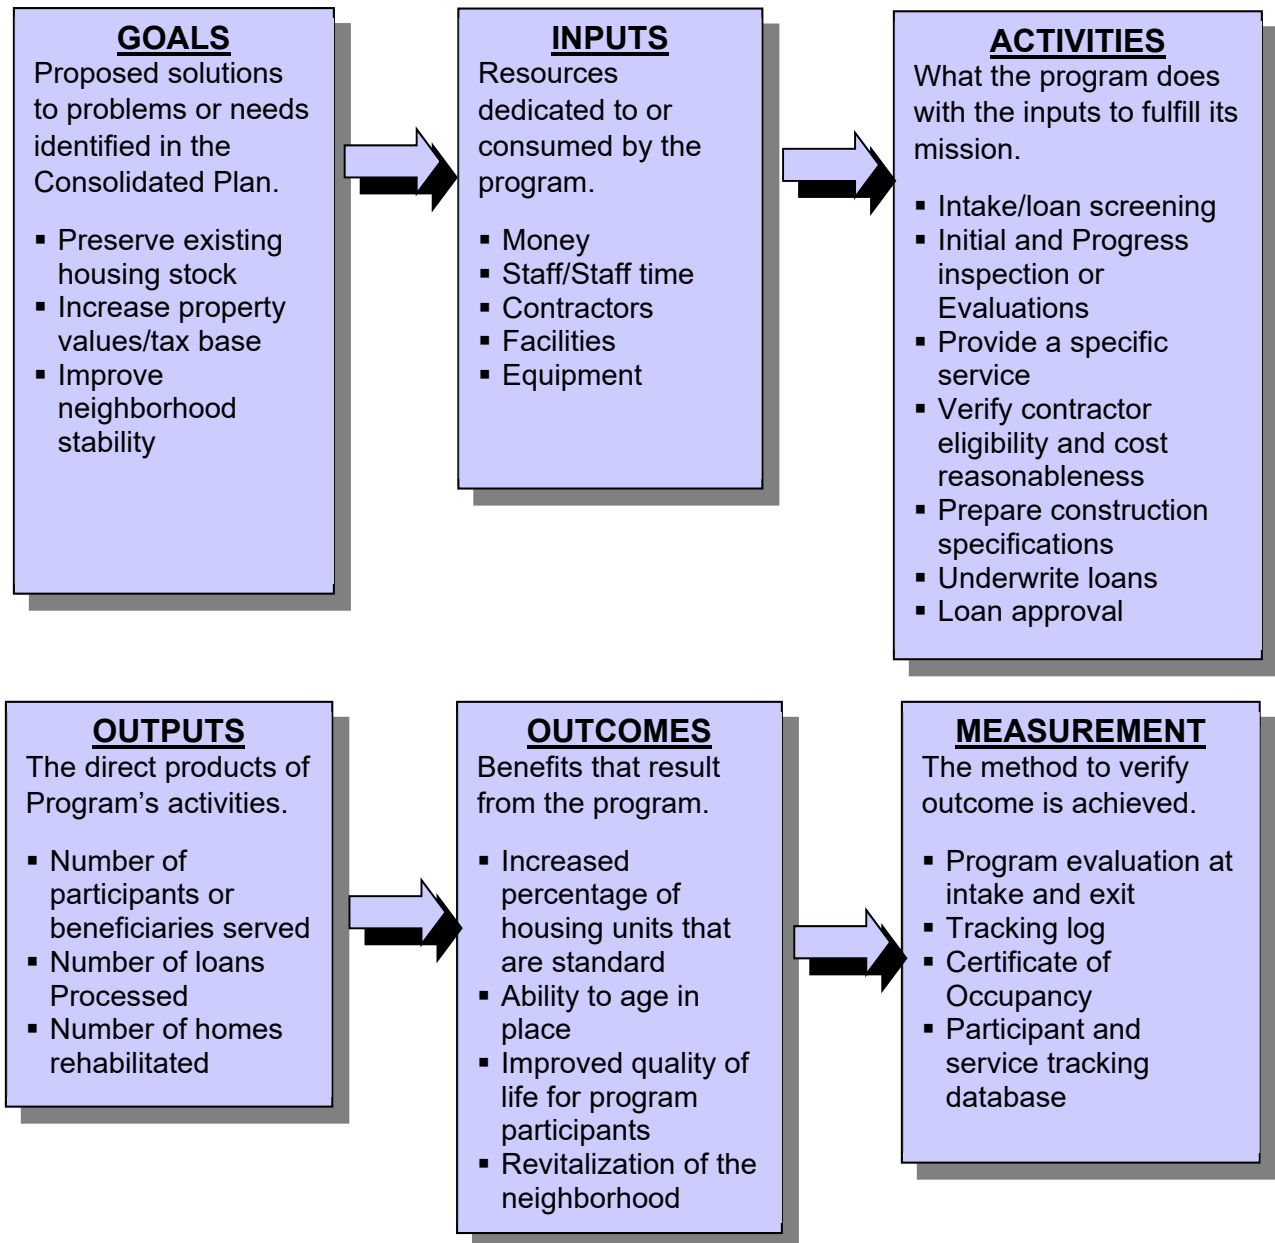 GOALS
Proposed solutions
to problems or needs
identified in the
Consolidated Plan.
▪ Preserve existing
housing stock
▪ Increase property
values/tax base
▪ Improve
neighborhood
stability
INPUTS
Resources
dedicated to or
consumed by the
program.
▪ Money
▪ Staff/Staff time
▪ Contractors
▪ Facilities
▪ Equipment
ACTIVITIES
What the program does
with the inputs to fulfill its
mission.
▪ Intake/loan screening
▪ Initial and Progress
inspection or
Evaluations
▪ Provide a specific
service
▪ Verify contractor
eligibility and cost
reasonableness
▪ Prepare construction
specifications
▪ Underwrite loans
▪ Loan approval
OUTPUTS
The direct products of
Program’s activities.
▪ Number of
participants or
beneficiaries served
▪ Number of loans
Processed
▪ Number of homes
rehabilitated
OUTCOMES
Benefits that result
from the program.
▪ Increased
percentage of
housing units that
are standard
▪ Ability to age in
place
▪ Improved quality of
life for program
participants
▪ Revitalization of the
neighborhood
MEASUREMENT
The method to verify
outcome is achieved.
▪ Program evaluation at
intake and exit
▪ Tracking log
▪ Certificate of
Occupancy
▪ Participant and
service tracking
database